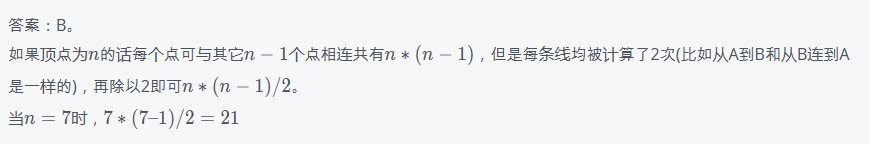 答案：B。
如果顶点为n的话每个点可与其它n − 1个点相连共有n ∗ (n − 1)，但是每条线均被计算了2次(比如从A到B和从B连到A
是一样的)，再除以2即可n ∗ (n − 1)/2。
当n = 7时，7 ∗ (7–1)/2 = 21